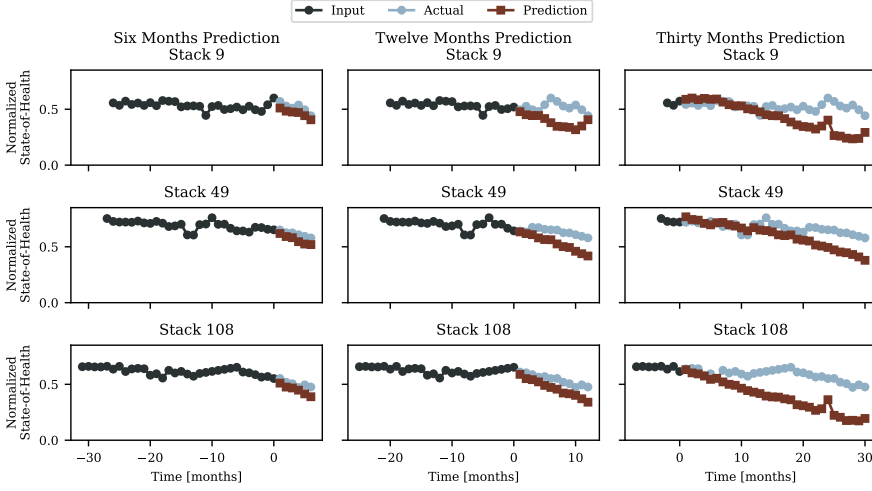 Input Actual Prediction
Six Months Prediction
Stack 9
Twelve Months Prediction
Stack 9
Thirty Months Prediction
Stack 9
Normalized
State-of-Health
0.5
0.0
Stack 49
Stack 49
Stack 49
Normalized
State-of-Health
0.5
0.0
Stack 108
Stack 108
Stack 108
Normalized
State-of-Health
0.5
0.0
−30 −20 −10 0
−20 −10 0 10
0 10 20 30
Time [months]
Time [months]
Time [months]